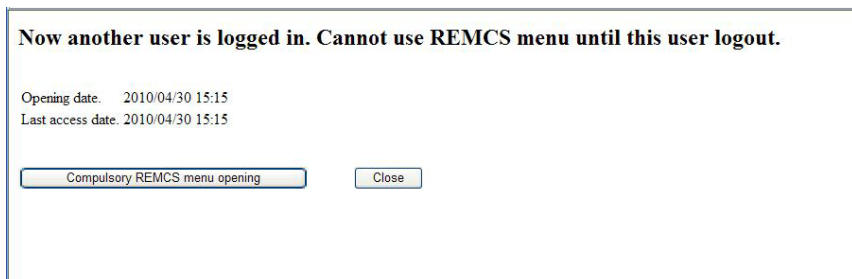 Now another user is logged in. Cannot use REMCS menu until this user logout.
Opening date. 2010/04/30 15:15
Last access date. 2010/04/30 15:15
Compulsory REMCS menu opening Close